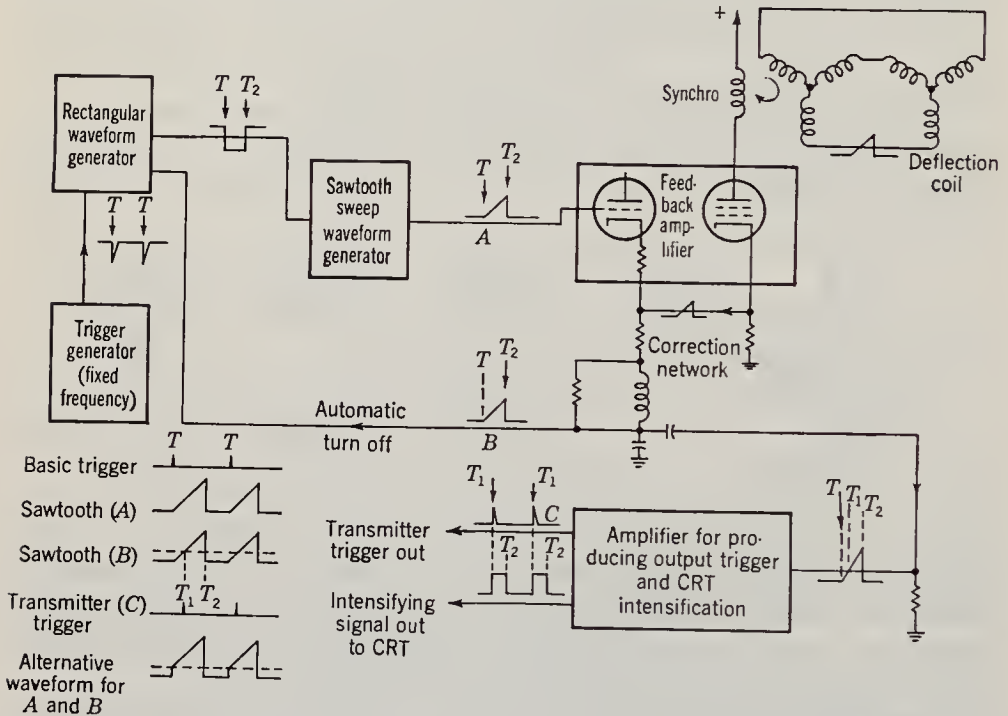 +
Synchro
Deflection
coil
T T2
Rectangular
waveform
generator
T T
Sawtooth
sweep
waveform
generator
T T2
A
Feed-
back
amp-
lifier
Trigger
generator
(fixed
frequency)
Correction
network
T T2
B
Automatic
turn off
Basic trigger
T T
Sawtooth (A)
Sawtooth (B)
T1 T2
Transmitter (C)
trigger
Alternative
waveform for
A and B
T1 T1
C
Transmitter
trigger out
T2 T2
Intensifying
signal out
to CRT
Amplifier for pro-
ducing output trigger
and CRT
intensification
T T1 T2